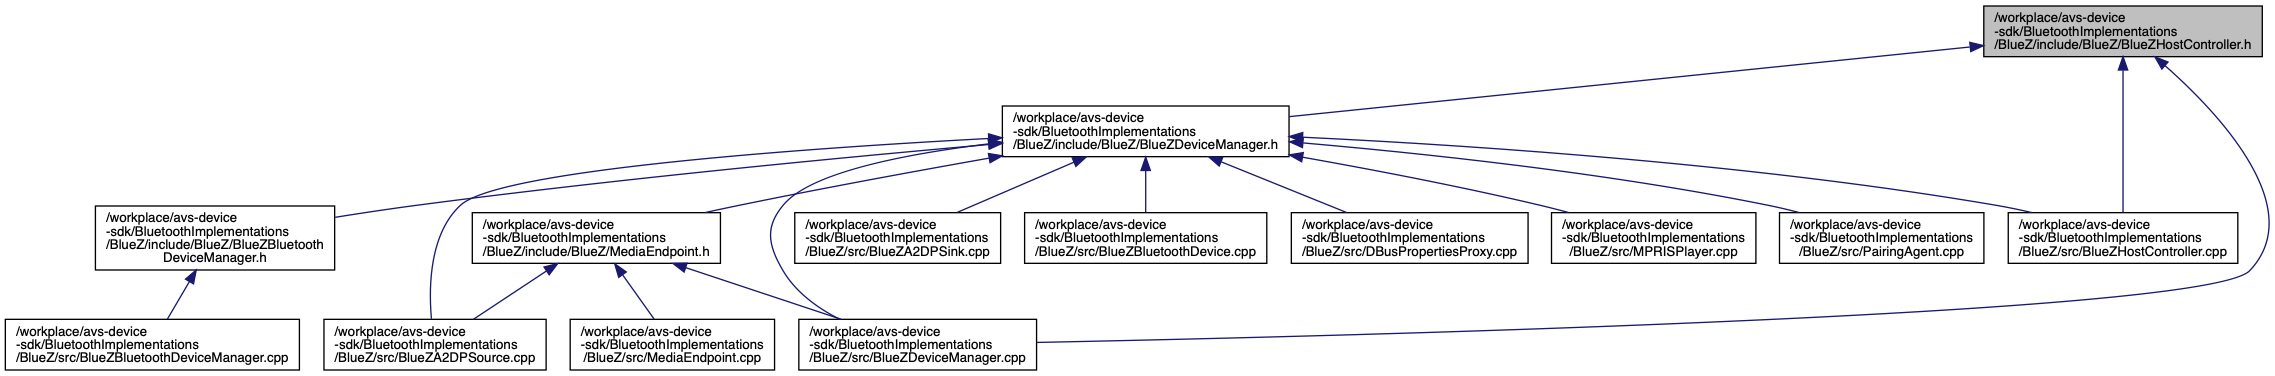 /workplace/avs-device
-sdk/BluetoothImplementations
/BlueZ/include/BlueZ/BlueZHostController.h
/workplace/avs-device
-sdk/BluetoothImplementations
/BlueZ/include/BlueZ/BlueZDeviceManager.h
/workplace/avs-device
-sdk/BluetoothImplementations
/BlueZ/include/BlueZ/BlueZBluetooth
DeviceManager.h
/workplace/avs-device
-sdk/BluetoothImplementations
/BlueZ/include/BlueZ/MediaEndpoint.h
/workplace/avs-device
-sdk/BluetoothImplementations
/BlueZ/src/BlueZA2DPSink.cpp
/workplace/avs-device
-sdk/BluetoothImplementations
/BlueZ/src/BlueZBluetoothDevice.cpp
/workplace/avs-device
-sdk/BluetoothImplementations
/BlueZ/src/DBusPropertiesProxy.cpp
/workplace/avs-device
-sdk/BluetoothImplementations
/BlueZ/src/MPRISPlayer.cpp
/workplace/avs-device
-sdk/BluetoothImplementations
/BlueZ/src/PairingAgent.cpp
/workplace/avs-device
-sdk/BluetoothImplementations
/BlueZ/src/BlueZHostController.cpp
/workplace/avs-device
-sdk/BluetoothImplementations
/BlueZ/src/BlueZBluetoothDeviceManager.cpp
/workplace/avs-device
-sdk/BluetoothImplementations
/BlueZ/src/BlueZA2DPSource.cpp
/workplace/avs-device
-sdk/BluetoothImplementations
/BlueZ/src/MediaEndpoint.cpp
/workplace/avs-device
-sdk/BluetoothImplementations
/BlueZ/src/BlueZDeviceManager.cpp